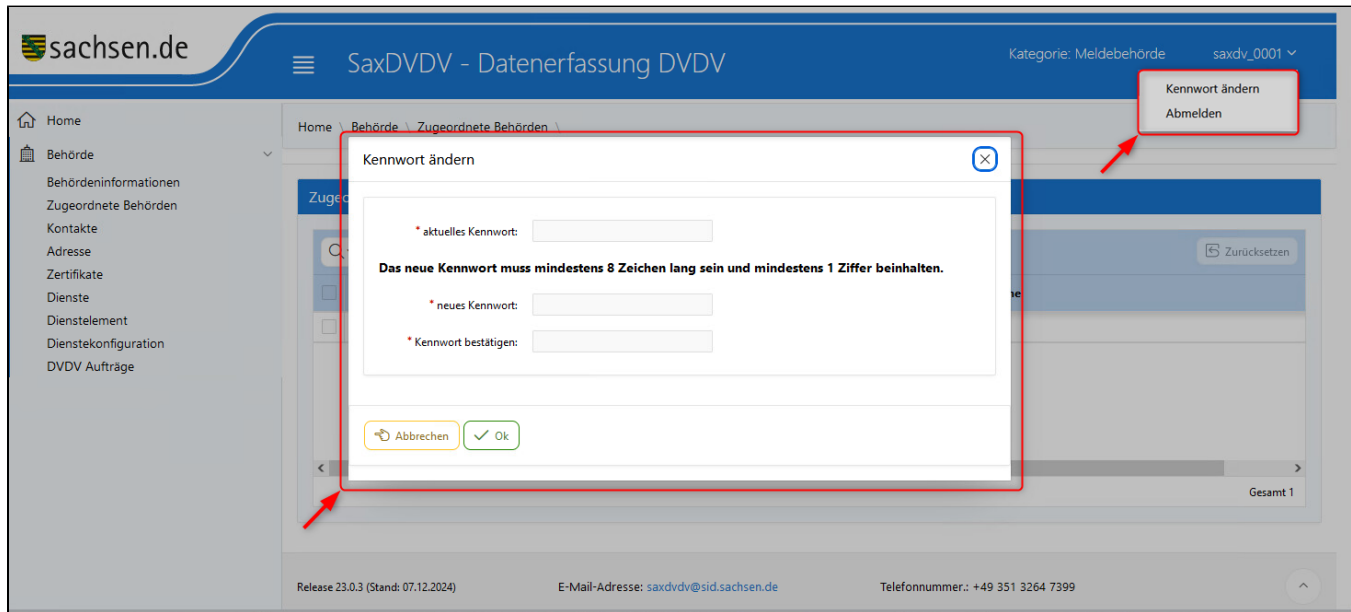 sachsen.de
SaxDVDV - Datenerfassung DVDV
Kategorie: Meldebehörde
saxdv_0001
Kennwort ändern
Abmelden
Home
Behörde
Behördeninformationen
Zugeordnete Behörden
Kontakte
Adresse
Zertifikate
Dienste
Dienstelement
Dienstekonfiguration
DVDV Aufträge
Home \ Behörde \ Zugeordnete Behörden \
Kennwort ändern
* aktuelles Kennwort:
Das neue Kennwort muss mindestens 8 Zeichen lang sein und mindestens 1 Ziffer beinhalten.
* neues Kennwort:
* Kennwort bestätigen:
Abbrechen
Ok
Zurücksetzen
Gesamt 1
Release 23.0.3 (Stand: 07.12.2024)
E-Mail-Adresse: saxdvdv@sid.sachsen.de
Telefonnummer.: +49 351 3264 7399